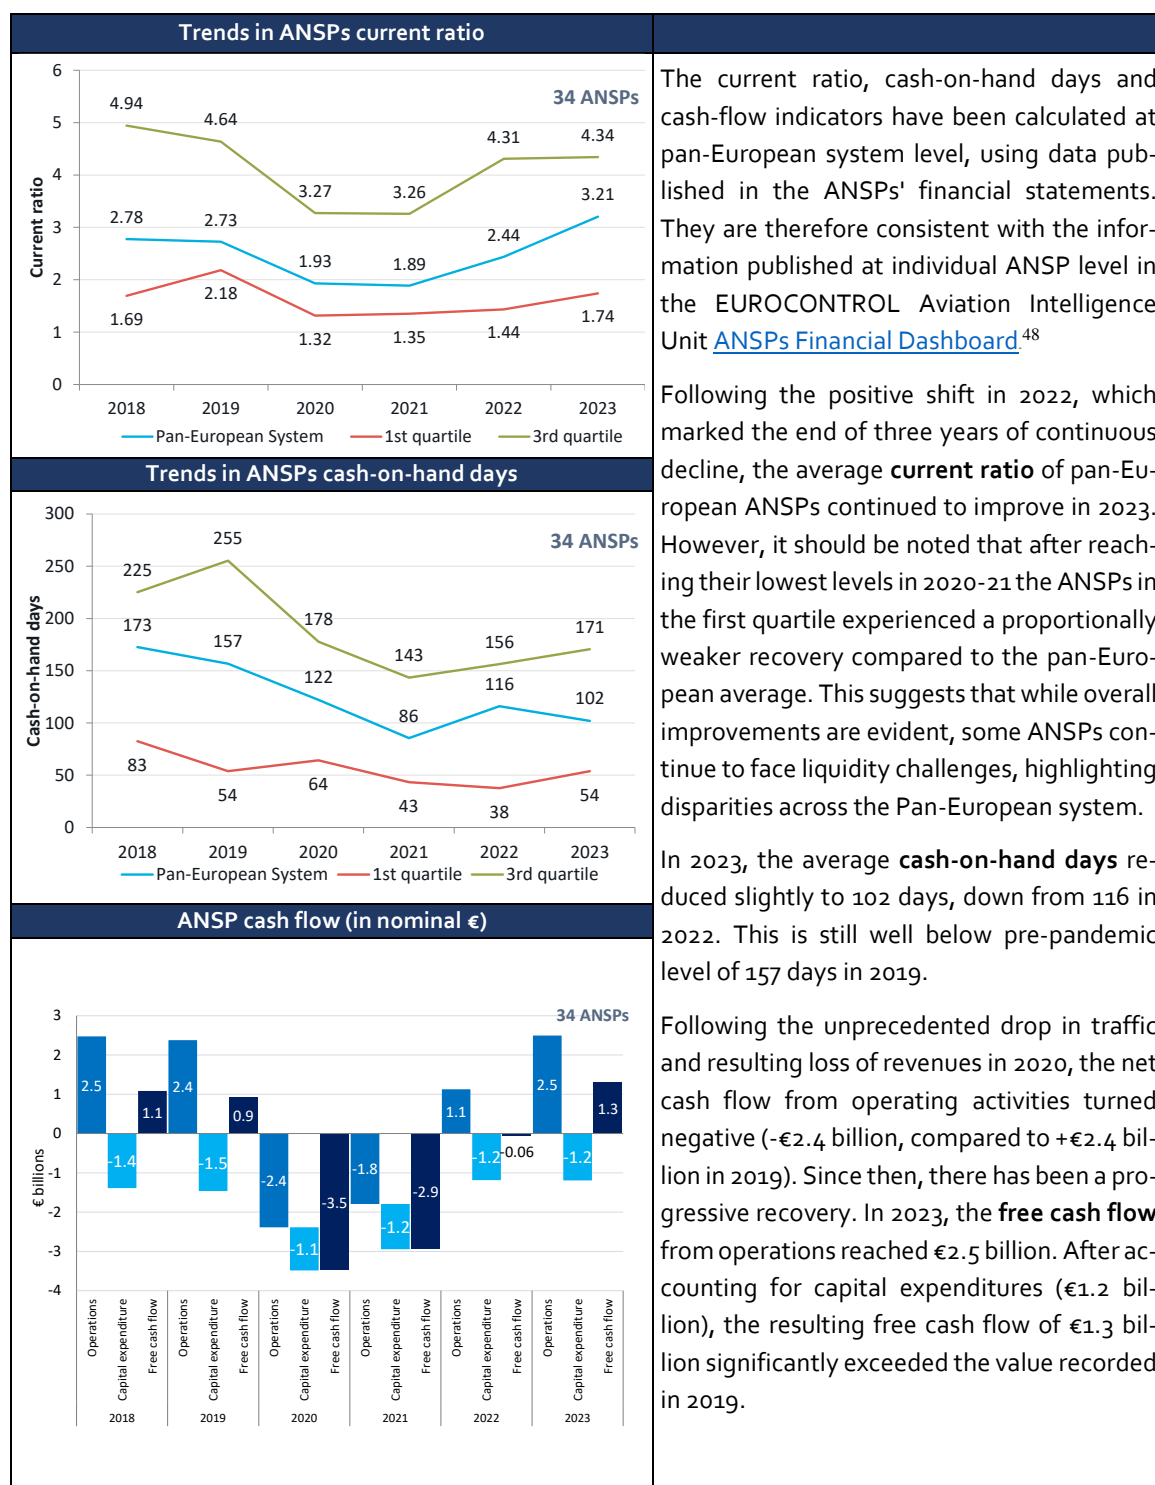 Trends in ANSPs current ratio
34 ANSPs
Current ratio
6
5
4
3
2
1
0
4.94
4.64
3.27
3.26
4.31
4.34
2.78
2.73
1.93
1.89
2.44
3.21
1.69
2.18
1.32
1.35
1.44
1.74
2018 2019 2020 2021 2022 2023
Pan-European System 1st quartile 3rd quartile
Trends in ANSPs cash-on-hand days
34 ANSPs
Cash-on-hand days
300
250
200
150
100
50
0
225
255
178
143
156
171
173
157
122
86
116
102
83
54
64
43
38
54
2018 2019 2020 2021 2022 2023
Pan-European System 1st quartile 3rd quartile
ANSP cash flow (in nominal €)
34 ANSPs
€ billions
3
2
1
0
-1
-2
-3
-4
2.5
-1.4
1.1
2.4
-1.5
0.9
-2.4
-1.1
-3.5
-1.8
-1.2
-2.9
1.1
-1.2
-0.06
2.5
-1.2
1.3
Operations
Capital expenditure
Free cash flow
Operations
Capital expenditure
Free cash flow
Operations
Capital expenditure
Free cash flow
Operations
Capital expenditure
Free cash flow
Operations
Capital expenditure
Free cash flow
Operations
Capital expenditure
Free cash flow
2018 2019 2020 2021 2022 2023
The current ratio, cash-on-hand days and
cash-flow indicators have been calculated at
pan-European system level, using data pub-
lished in the ANSPs' financial statements.
They are therefore consistent with the infor-
mation published at individual ANSP level in
the EUROCONTROL Aviation Intelligence
Unit ANSPs Financial Dashboard.48
Following the positive shift in 2022, which
marked the end of three years of continuous
decline, the average current ratio of pan-Eu-
ropean ANSPs continued to improve in 2023.
However, it should be noted that after reach-
ing their lowest levels in 2020-21 the ANSPs in
the first quartile experienced a proportionally
weaker recovery compared to the pan-Euro-
pean average. This suggests that while overall
improvements are evident, some ANSPs con-
tinue to face liquidity challenges, highlighting
disparities across the Pan-European system.
In 2023, the average cash-on-hand days re-
duced slightly to 102 days, down from 116 in
2022. This is still well below pre-pandemic
level of 157 days in 2019.
Following the unprecedented drop in traffic
and resulting loss of revenues in 2020, the net
cash flow from operating activities turned
negative (-€2.4 billion, compared to +€2.4 bil-
lion in 2019). Since then, there has been a pro-
gressive recovery. In 2023, the free cash flow
from operations reached €2.5 billion. After ac-
counting for capital expenditures (€1.2 bil-
lion), the resulting free cash flow of €1.3 bil-
lion significantly exceeded the value recorded
in 2019.